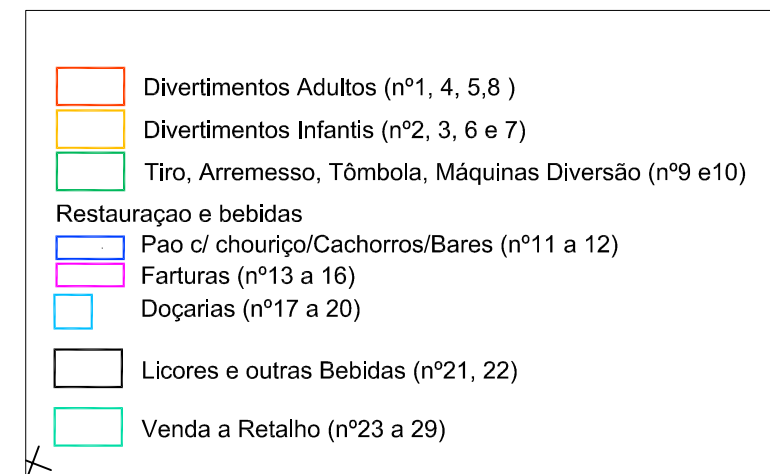 Divertimentos Adultos (nº1, 4, 5,8 )
Divertimentos Infantis (nº2, 3, 6 e 7)
Tiro, Arremesso, Tômbola, Máquinas Diversão (nº9 e10)
Restauraçao e bebidas
Pao c/ chouriço/Cachorros/Bares (nº11 a 12)
Farturas (nº13 a 16)
Doçarias (nº17 a 20)
Licores e outras Bebidas (nº21, 22)
Venda a Retalho (nº23 a 29)